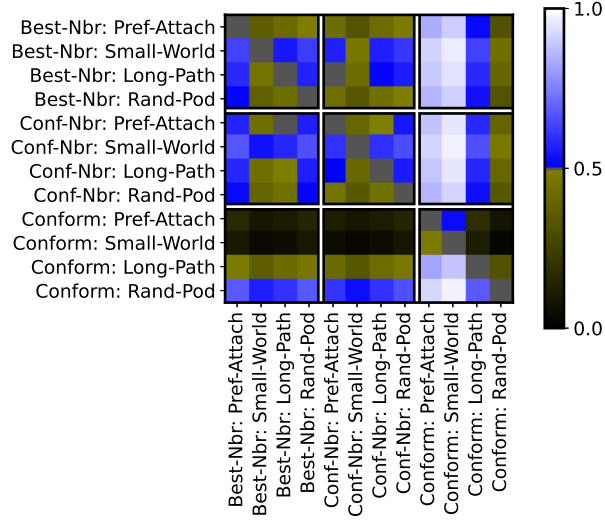 Best-Nbr: Pref-Attach
Best-Nbr: Small-World
Best-Nbr: Long-Path
Best-Nbr: Rand-Pod
Conf-Nbr: Pref-Attach
Conf-Nbr: Small-World
Conf-Nbr: Long-Path
Conf-Nbr: Rand-Pod
Conform: Pref-Attach
Conform: Small-World
Conform: Long-Path
Conform: Rand-Pod
Best-Nbr: Pref-Attach
Best-Nbr: Small-World
Best-Nbr: Long-Path
Best-Nbr: Rand-Pod
Conf-Nbr: Pref-Attach
Conf-Nbr: Small-World
Conf-Nbr: Long-Path
Conf-Nbr: Rand-Pod
Conform: Pref-Attach
Conform: Small-World
Conform: Long-Path
Conform: Rand-Pod
1.0
0.5
0.0